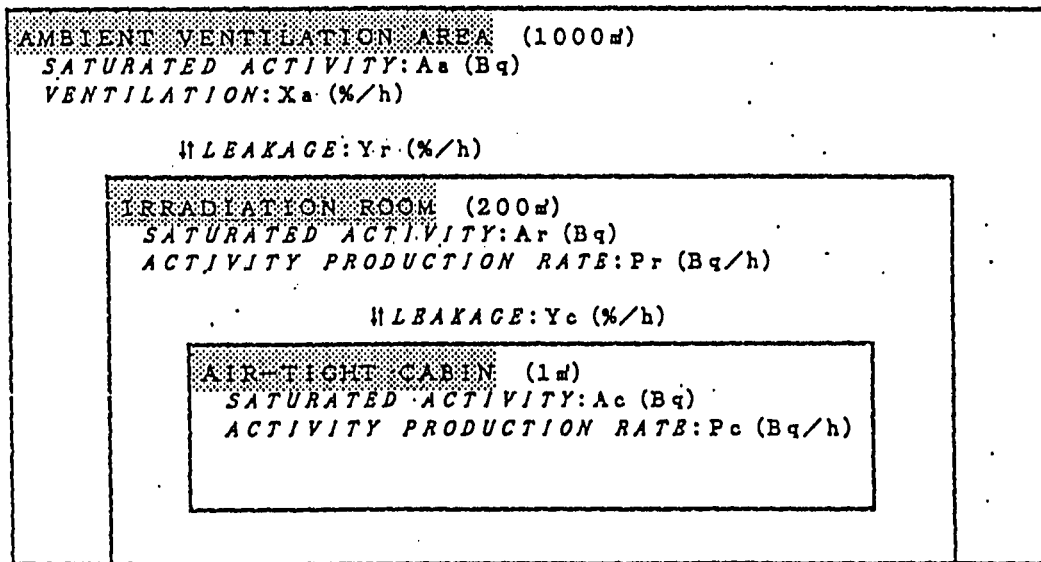 AMBIENT VENTILATION AREA (1000㎥)
SATURATED ACTIVITY: Aa (Bq)
VENTILATION: Xa (%/h)
⇅ LEAKAGE: Yr (%/h)
IRRADIATION ROOM (200㎥)
SATURATED ACTIVITY: Ar (Bq)
ACTIVITY PRODUCTION RATE: Pr (Bq/h)
⇅ LEAKAGE: Yc (%/h)
AIR-TIGHT CABIN (1㎥)
SATURATED ACTIVITY: Ac (Bq)
ACTIVITY PRODUCTION RATE: Pc (Bq/h)